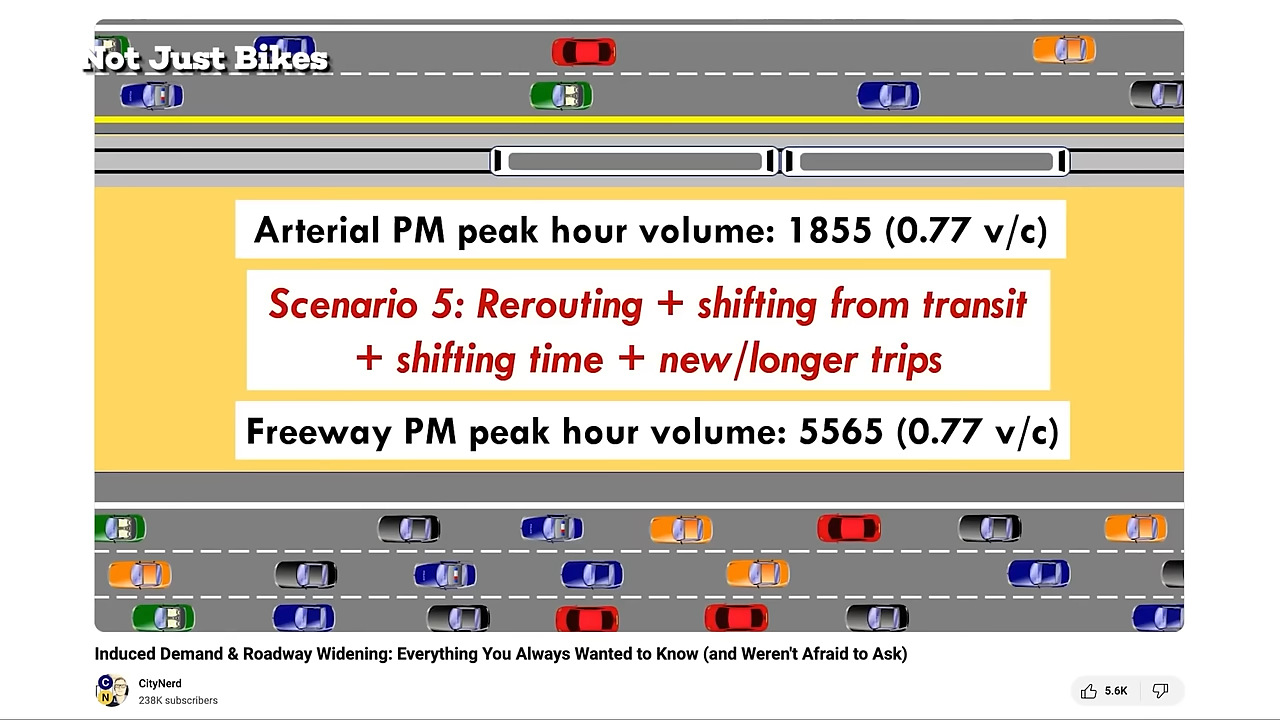 Not Just Bikes
Arterial PM peak hour volume: 1855 (0.77 v/c)
Scenario 5: Rerouting + shifting from transit
+ shifting time + new/longer trips
Freeway PM peak hour volume: 5565 (0.77 v/c)
Induced Demand & Roadway Widening: Everything You Always Wanted to Know (and Weren't Afraid to Ask)
C
N
CityNerd
238K subscribers
5.6K